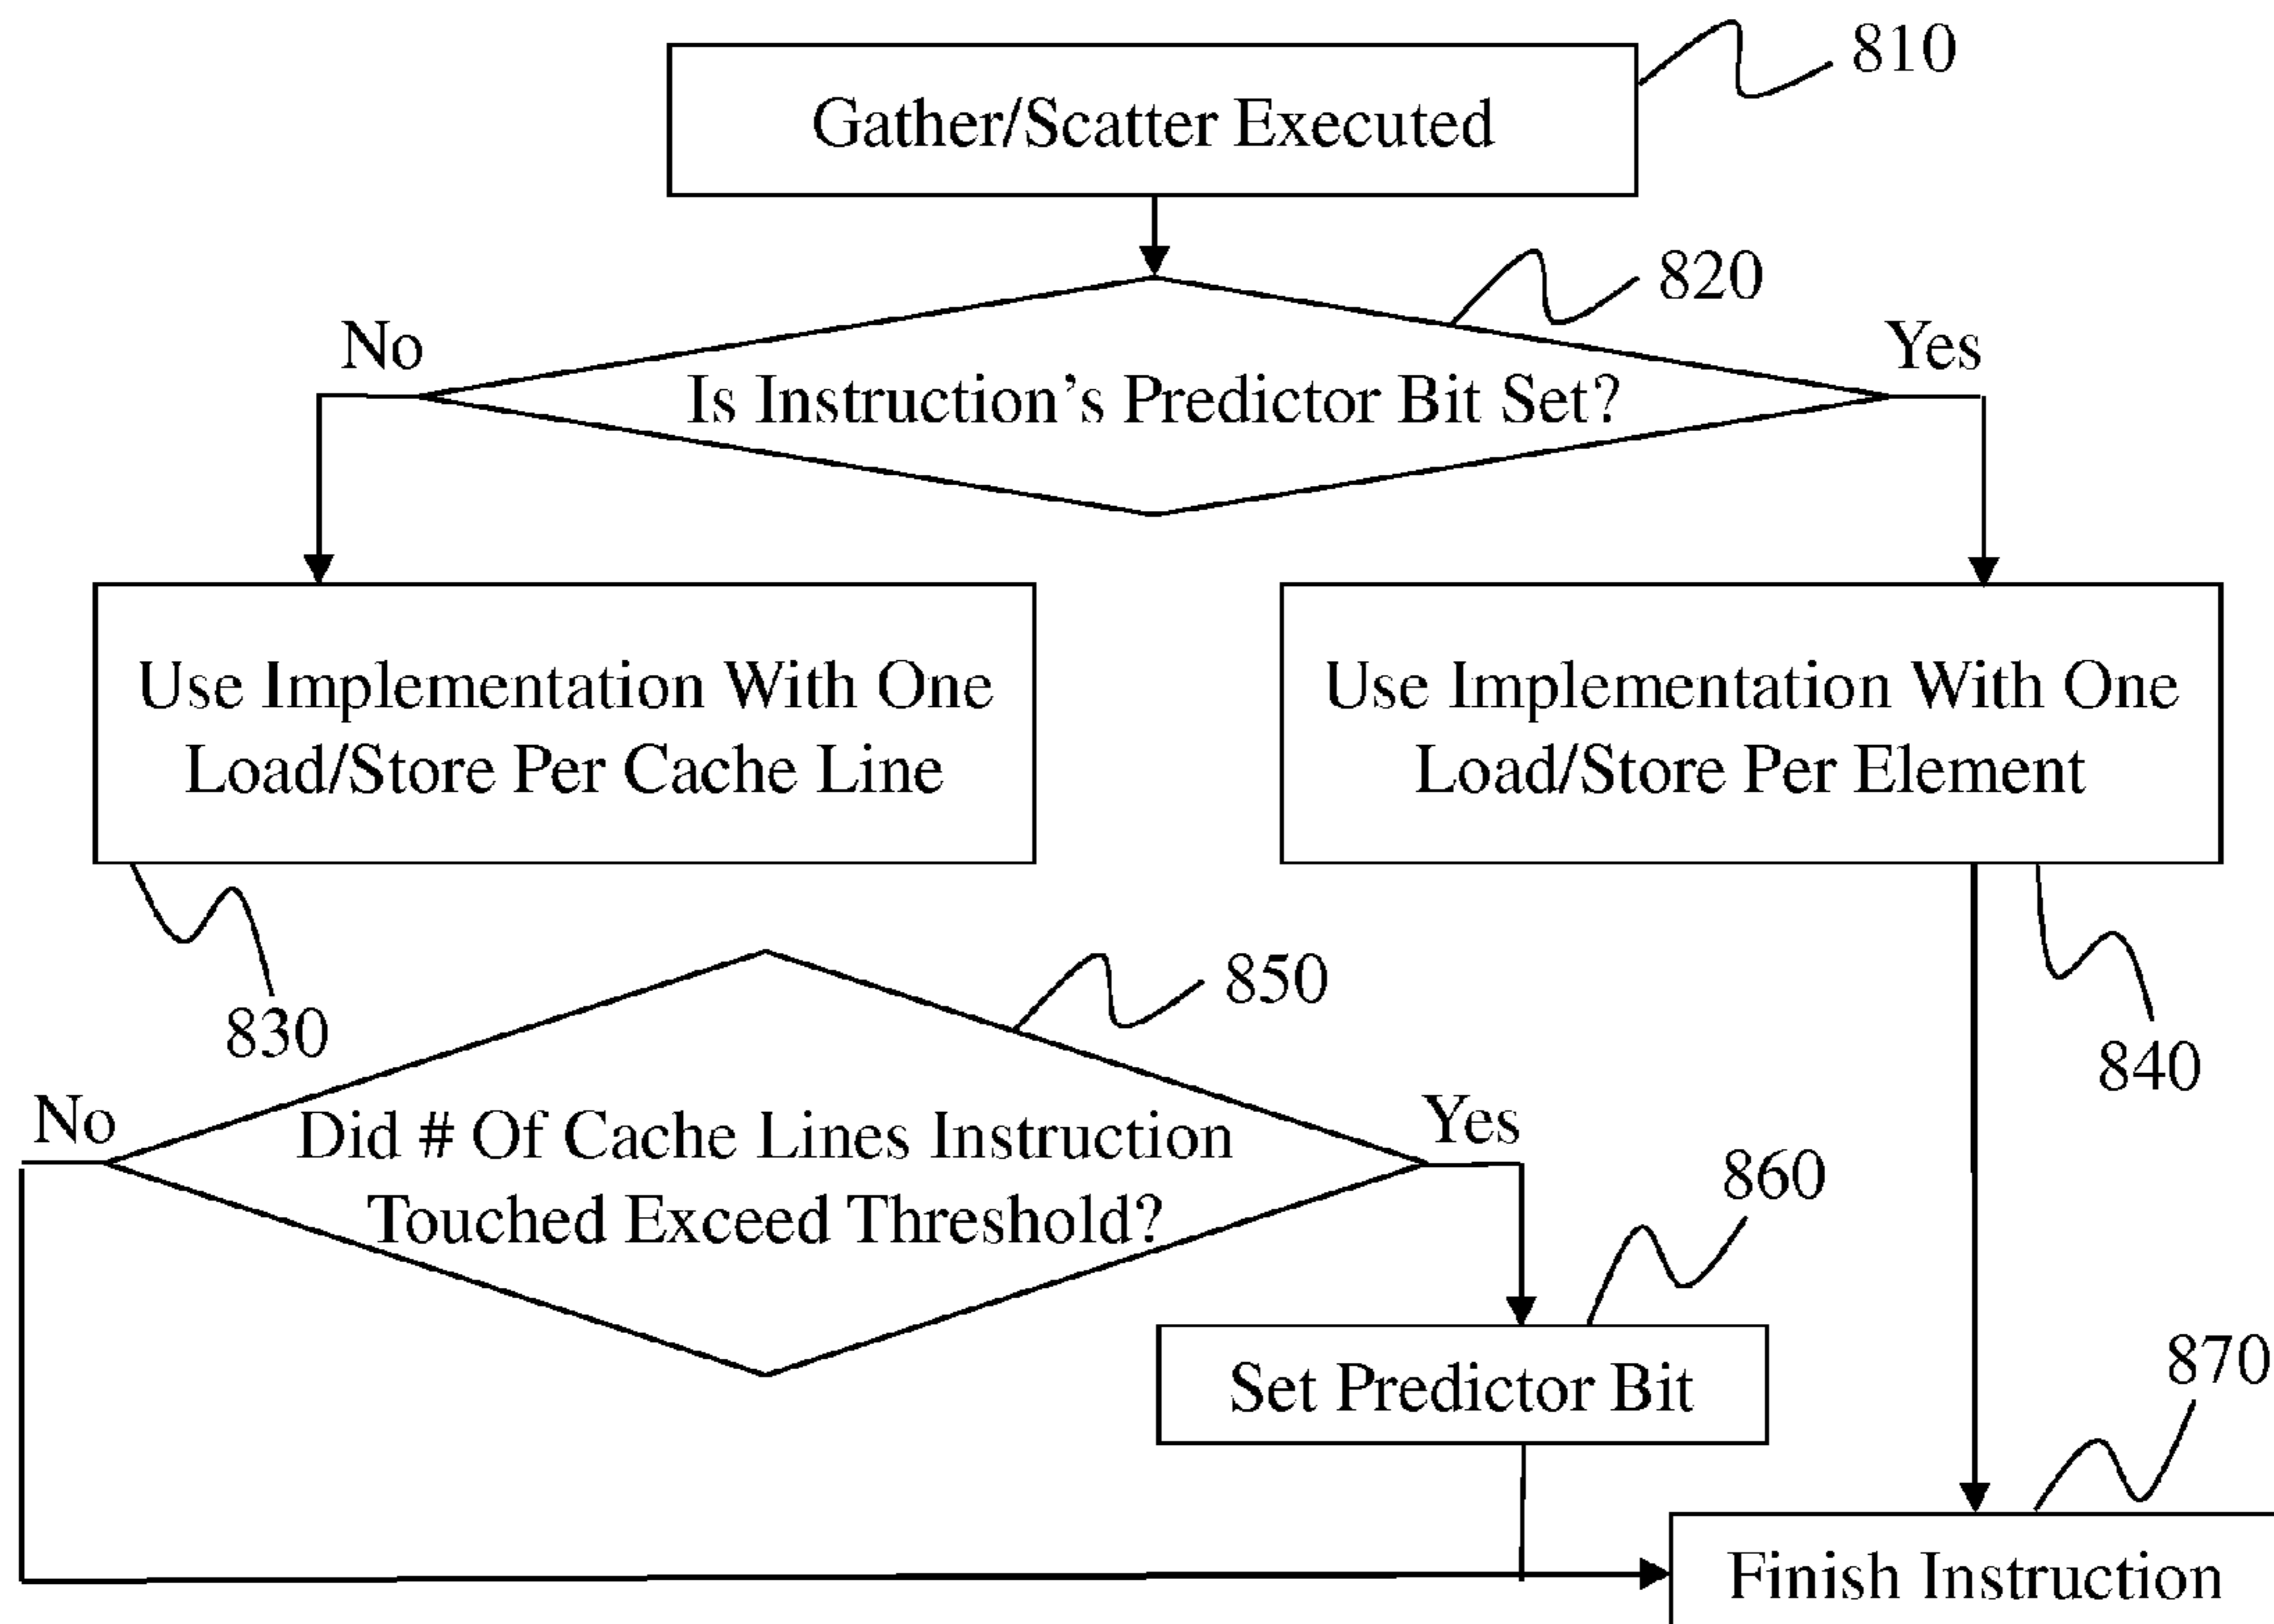 810
Gather/Scatter Executed
820
No
Yes
Is Instruction's Predictor Bit Set?
Use Implementation With One
Load/Store Per Cache Line
Use Implementation With One
Load/Store Per Element
830
850
840
No
Did # Of Cache Lines Instruction
Touched Exceed Threshold?
Yes
860
Set Predictor Bit
870
Finish Instruction